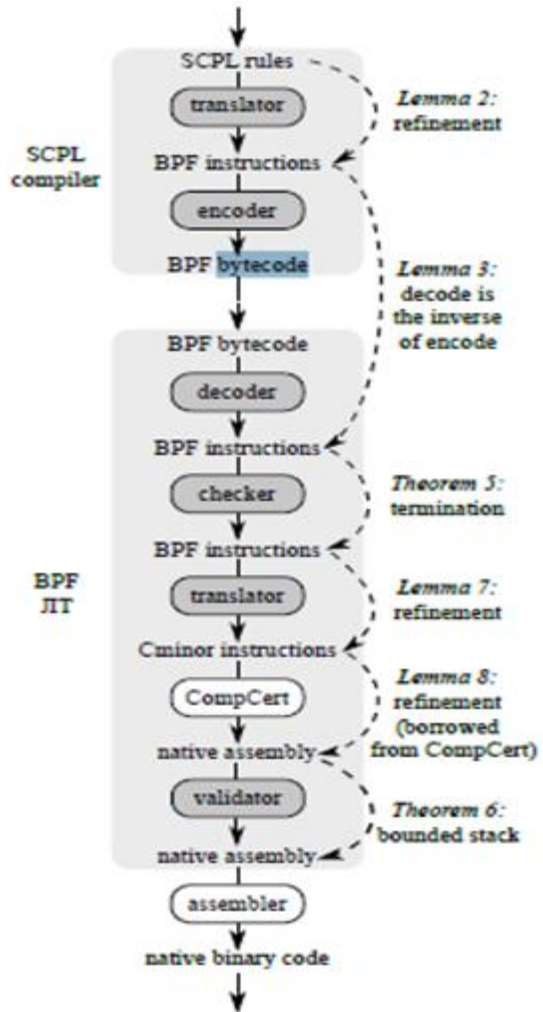 SCPL rules
translator
Lemma 2:
refinement
SCPL
compiler
BPF instructions
encoder
BPF bytecode
Lemma 3:
decode is
the inverse
of encode
BPF bytecode
decoder
BPF instructions
checker
Theorem 5:
termination
BPF instructions
BPF
JIT
translator
Lemma 7:
refinement
Cminor instructions
CompCert
Lemma 8:
refinement
(borrowed
from CompCert)
native assembly
validator
Theorem 6:
bounded stack
native assembly
assembler
native binary code